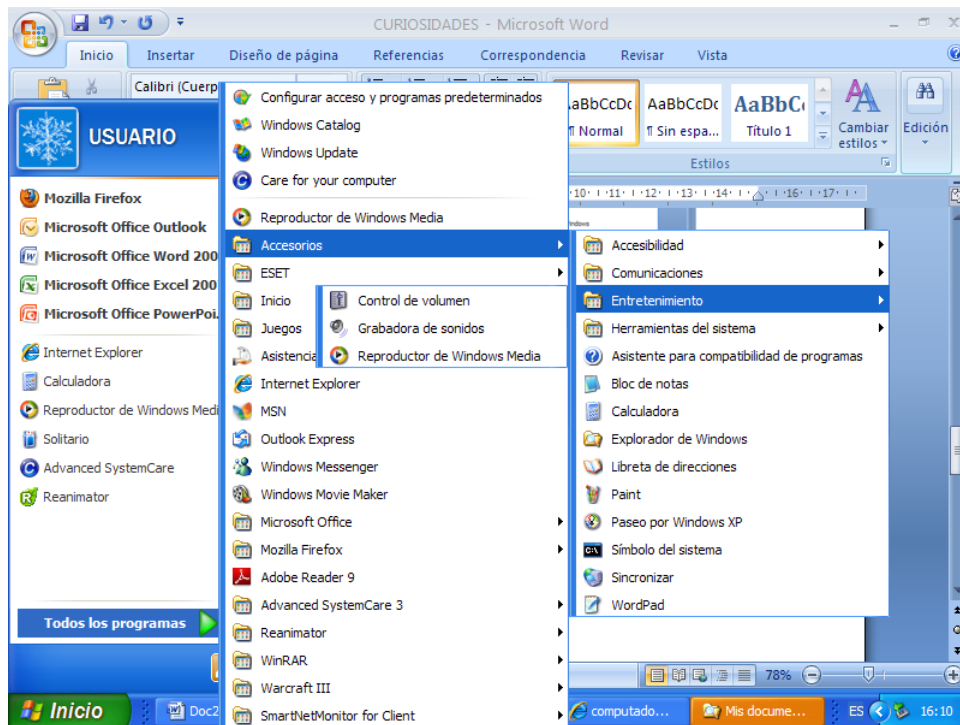 CURIOSIDADES - Microsoft Word
Inicio Insertar Diseño de página Referencias Correspondencia Revisar Vista
Calibri (Cuerp
AaBbCcDc AaBbCcDc AaBbC
¶ Normal ¶ Sin espa... Título 1 Cambiar estilos Edición
Estilos
10 11 12 13 14 16 17
USUARIO
Mozilla Firefox
Microsoft Office Outlook
Microsoft Office Word 200
Microsoft Office Excel 200
Microsoft Office PowerPoi.
Internet Explorer
Calculadora
Reproductor de Windows Medi
Solitario
Advanced SystemCare
Reanimator
Todos los programas
Configurar acceso y programas predeterminados
Windows Catalog
Windows Update
Care for your computer
Reproductor de Windows Media
Accesorios
ESET
Inicio
Juegos
Asistencia
Internet Explorer
MSN
Outlook Express
Windows Messenger
Windows Movie Maker
Microsoft Office
Mozilla Firefox
Adobe Reader 9
Advanced SystemCare 3
Reanimator
WinRAR
Warcraft III
SmartNetMonitor for Client
Control de volumen
Grabadora de sonidos
Reproductor de Windows Media
Accesibilidad
Comunicaciones
Entretenimiento
Herramientas del sistema
Asistente para compatibilidad de programas
Bloc de notas
Calculadora
Explorador de Windows
Libreta de direcciones
Paint
Paseo por Windows XP
Símbolo del sistema
Sincronizar
WordPad
78%
Inicio Doc2 computado... Mis docume... ES 16:10